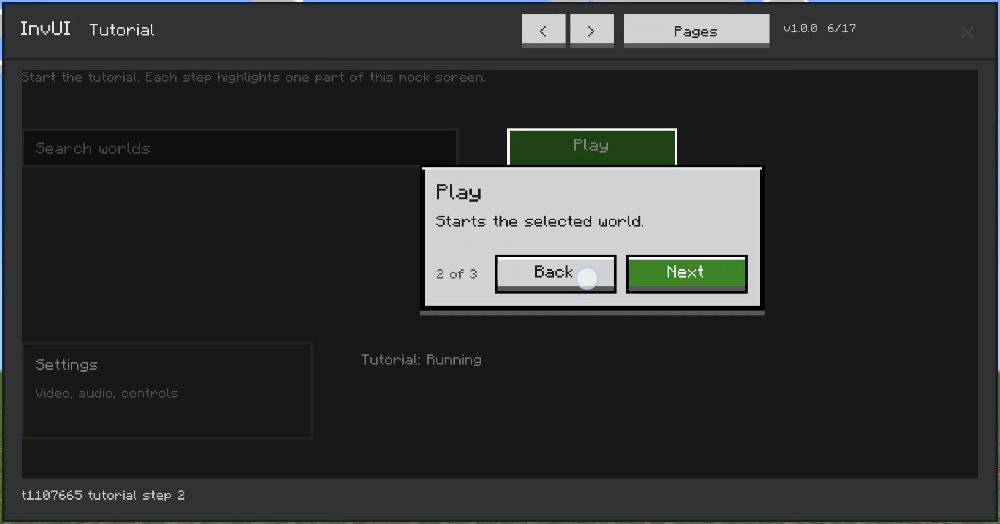 InvUI Tutorial < > Pages v1.0.0 6/17 ×
Start the tutorial. Each step highlights one part of this mock screen.
Search worlds
Play
Play
Starts the selected world.
2 of 3 Back Next
Settings
Video, audio, controls
Tutorial: Running
t1107665 tutorial step 2